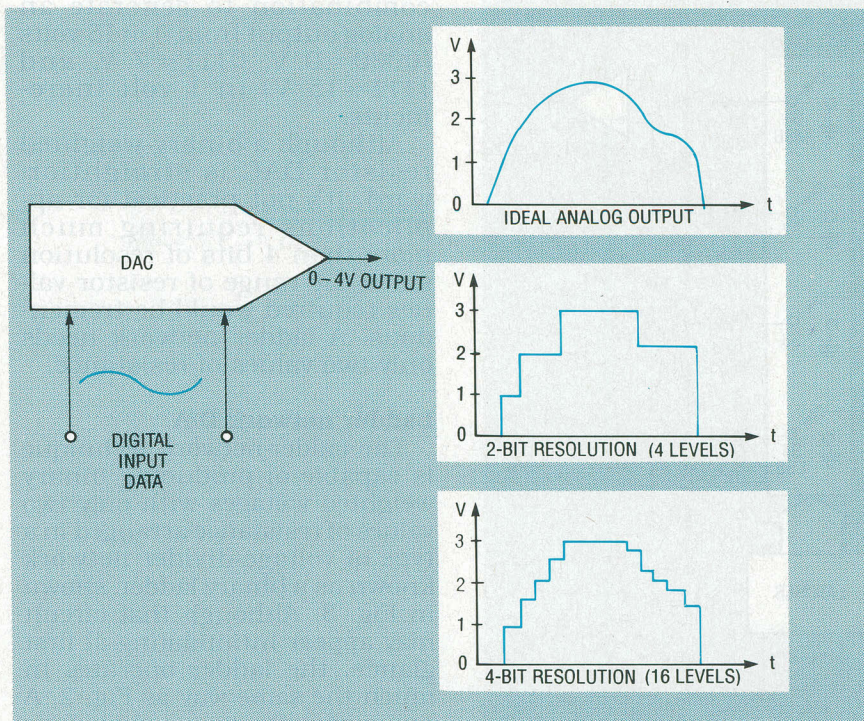 DAC
0–4V OUTPUT
DIGITAL
INPUT
DATA
V
3
2
1
0
t
IDEAL ANALOG OUTPUT
V
3
2
1
0
t
2-BIT RESOLUTION (4 LEVELS)
V
3
2
1
0
t
4-BIT RESOLUTION (16 LEVELS)